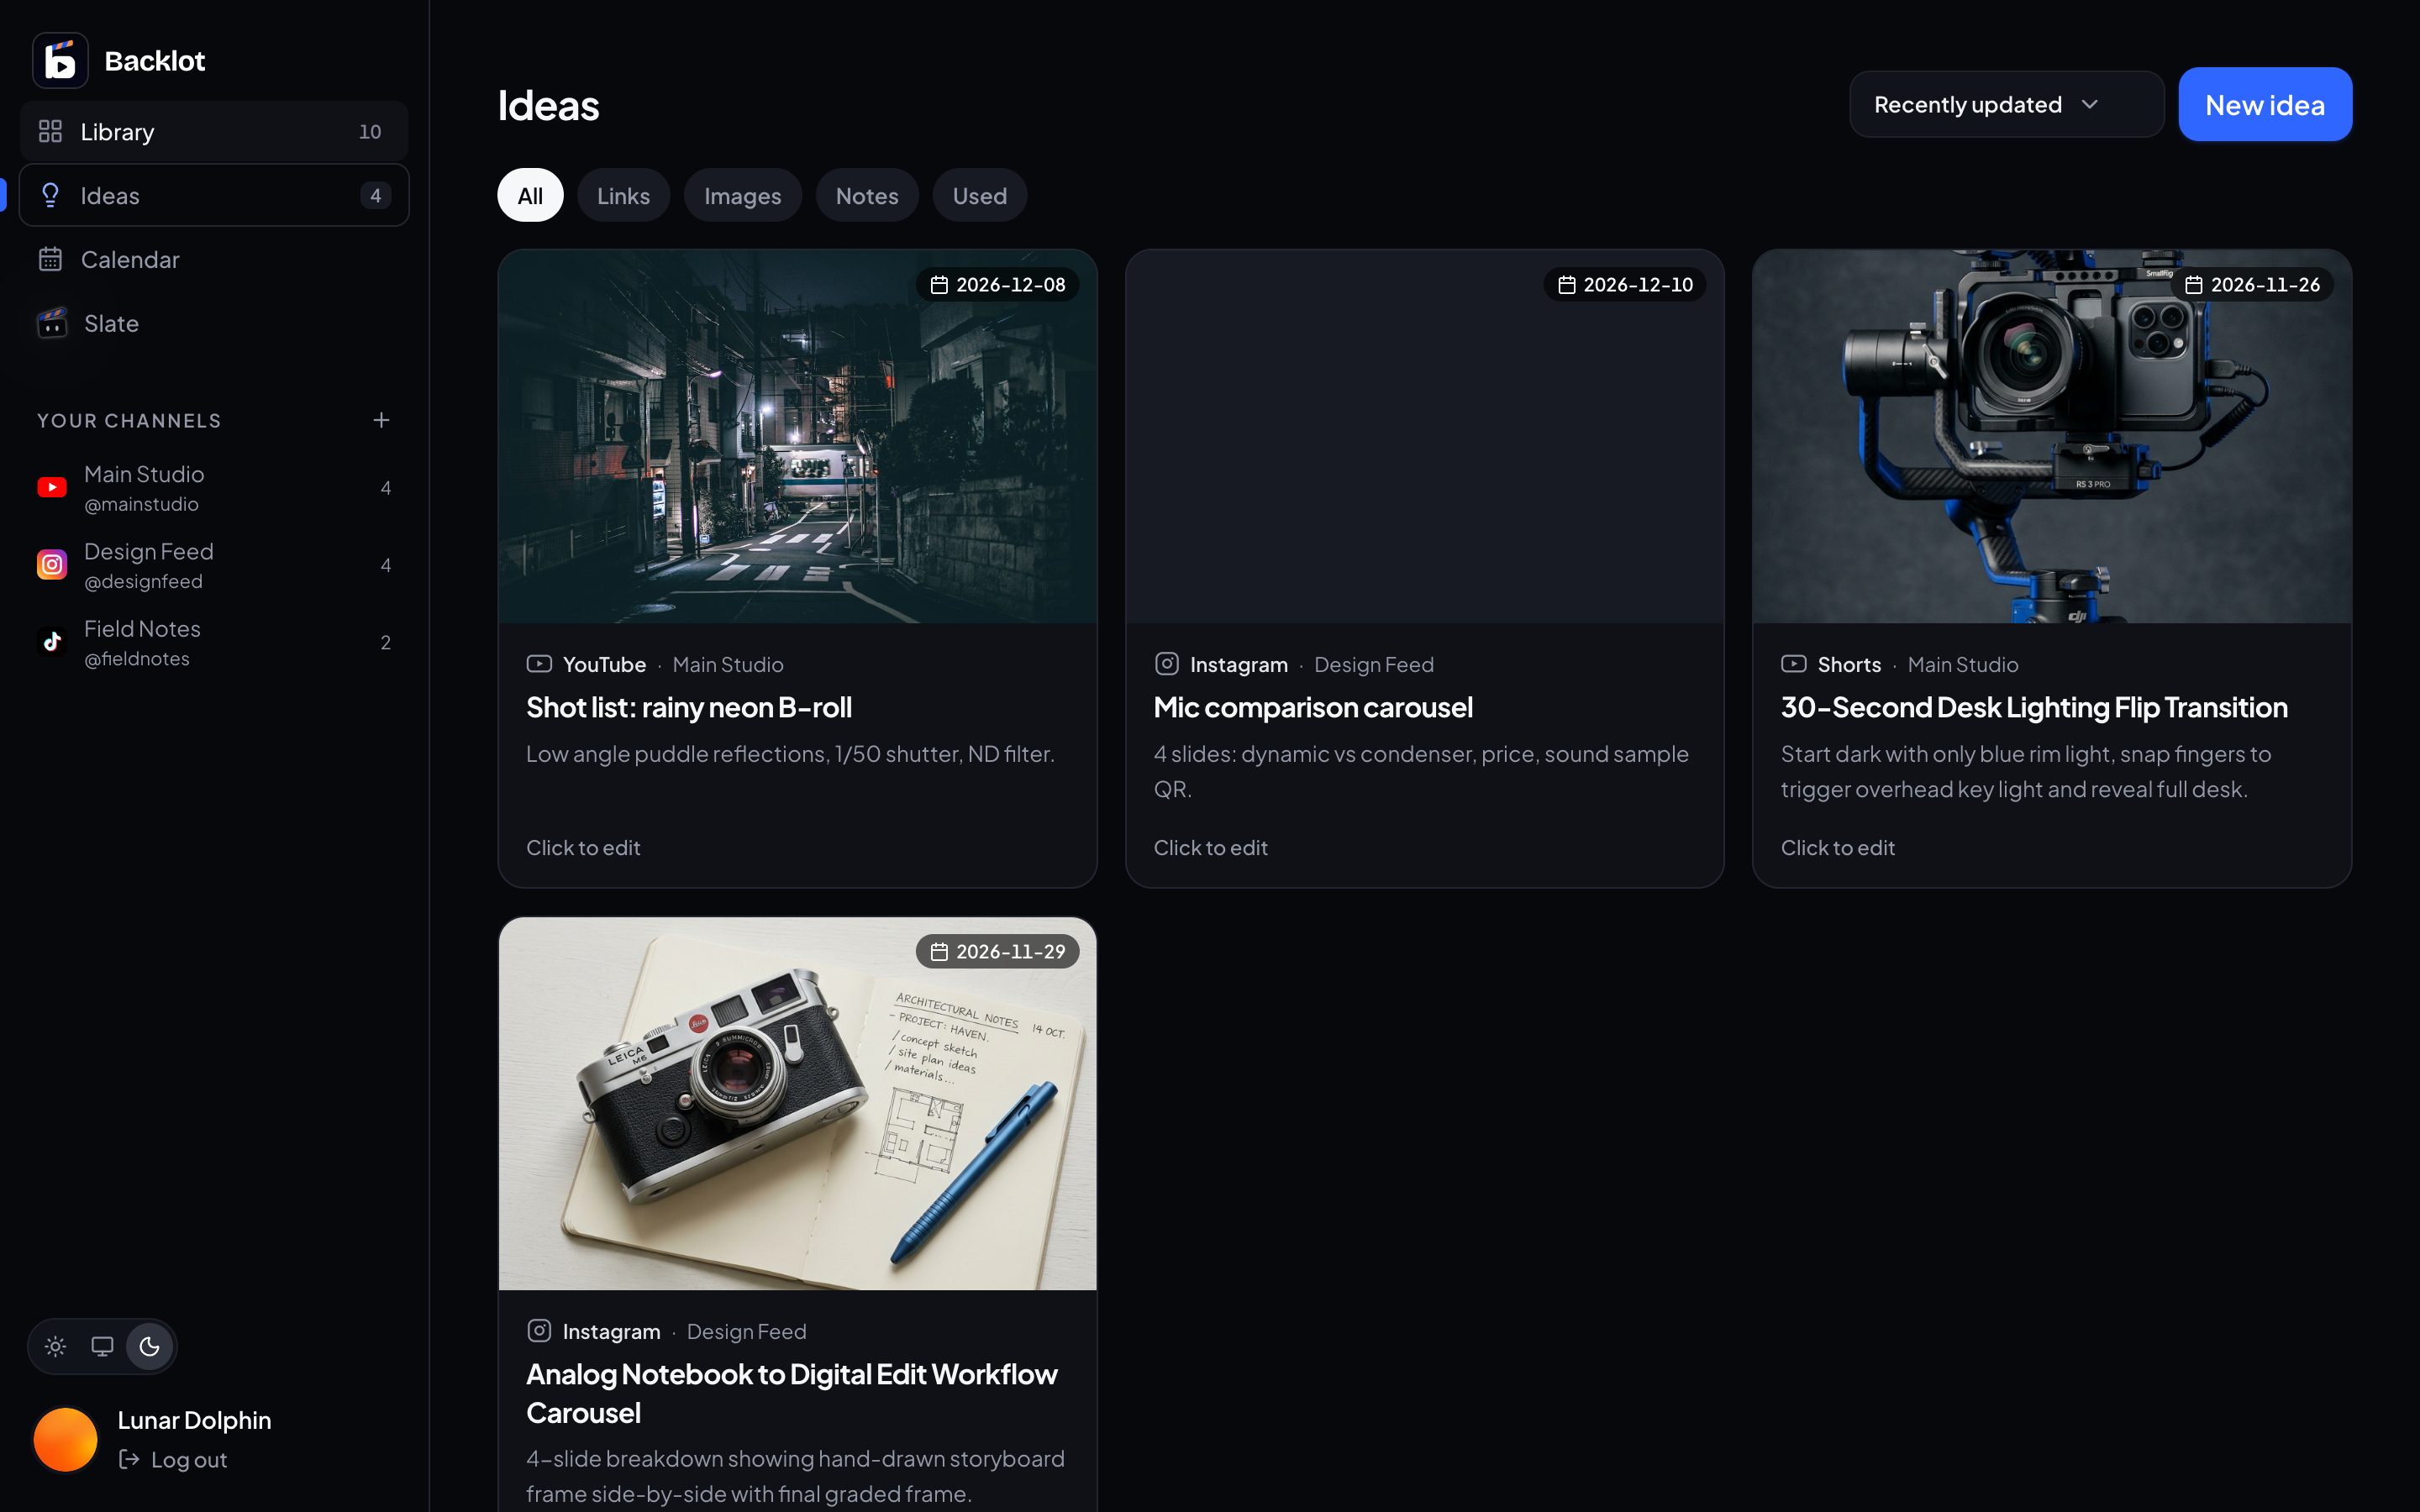 Backlot
Library 10
Ideas 4
Calendar
Slate
YOUR CHANNELS
Main Studio
@mainstudio
4
Design Feed
@designfeed
4
Field Notes
@fieldnotes
2
Lunar Dolphin
Log out
Ideas
Recently updated
New idea
All
Links
Images
Notes
Used
2026-12-08
YouTube · Main Studio
Shot list: rainy neon B-roll
Low angle puddle reflections, 1/50 shutter, ND filter.
Click to edit
2026-12-10
Instagram · Design Feed
Mic comparison carousel
4 slides: dynamic vs condenser, price, sound sample
QR.
Click to edit
SmallRig
2026-11-26
RS 3 PRO
dji
Shorts · Main Studio
30-Second Desk Lighting Flip Transition
Start dark with only blue rim light, snap fingers to
trigger overhead key light and reveal full desk.
Click to edit
2026-11-29
LEICA
M6
Leica
ARCHITECTURAL NOTES 14 OCT.
- PROJECT: HAVEN.
/ concept sketch
/ site plan ideas
/ materials...
Instagram · Design Feed
Analog Notebook to Digital Edit Workflow
Carousel
4-slide breakdown showing hand-drawn storyboard
frame side-by-side with final graded frame.